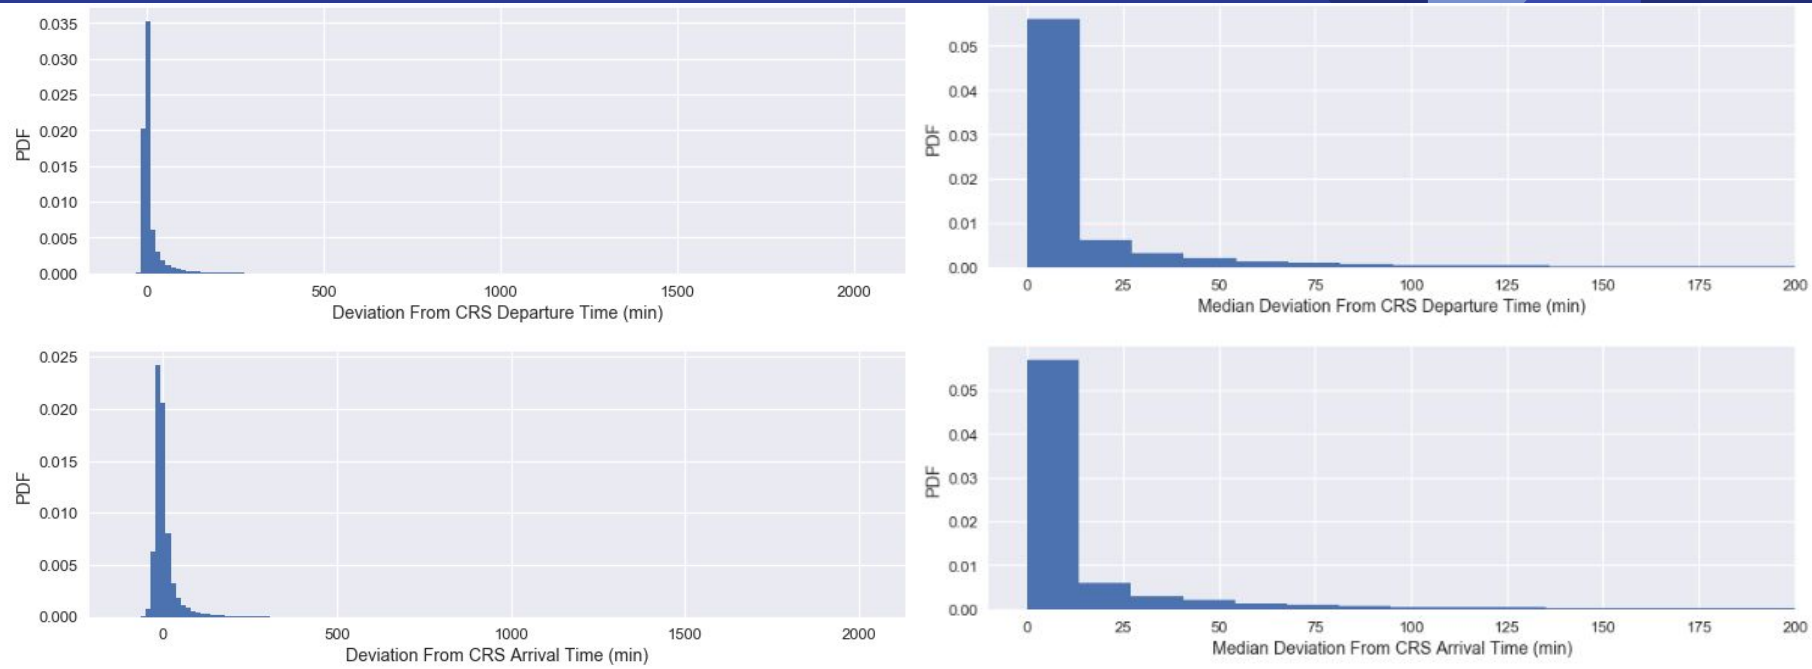 0.035
0.030
0.025
0.020
0.015
0.010
0.005
0.000
PDF
0 500 1000 1500 2000
Deviation From CRS Departure Time (min)
0.05
0.04
0.03
0.02
0.01
0.00
PDF
0 25 50 75 100 125 150 175 200
Median Deviation From CRS Departure Time (min)
0.025
0.020
0.015
0.010
0.005
0.000
PDF
0 500 1000 1500 2000
Deviation From CRS Arrival Time (min)
0.05
0.04
0.03
0.02
0.01
0.00
PDF
0 25 50 75 100 125 150 175 200
Median Deviation From CRS Arrival Time (min)